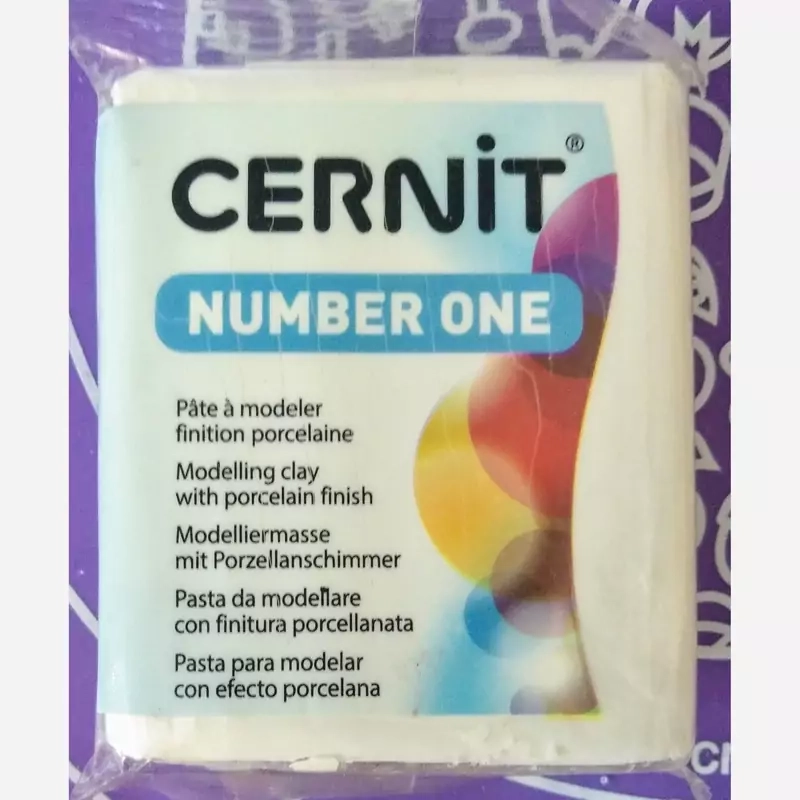 CERNIT®
NUMBER ONE
Pâte à modeler
finition porcelaine
Modelling clay
with porcelain finish
Modelliermasse
mit Porzellanschimmer
Pasta da modellare
con finitura porcellanata
Pasta para modelar
con efecto porcelana